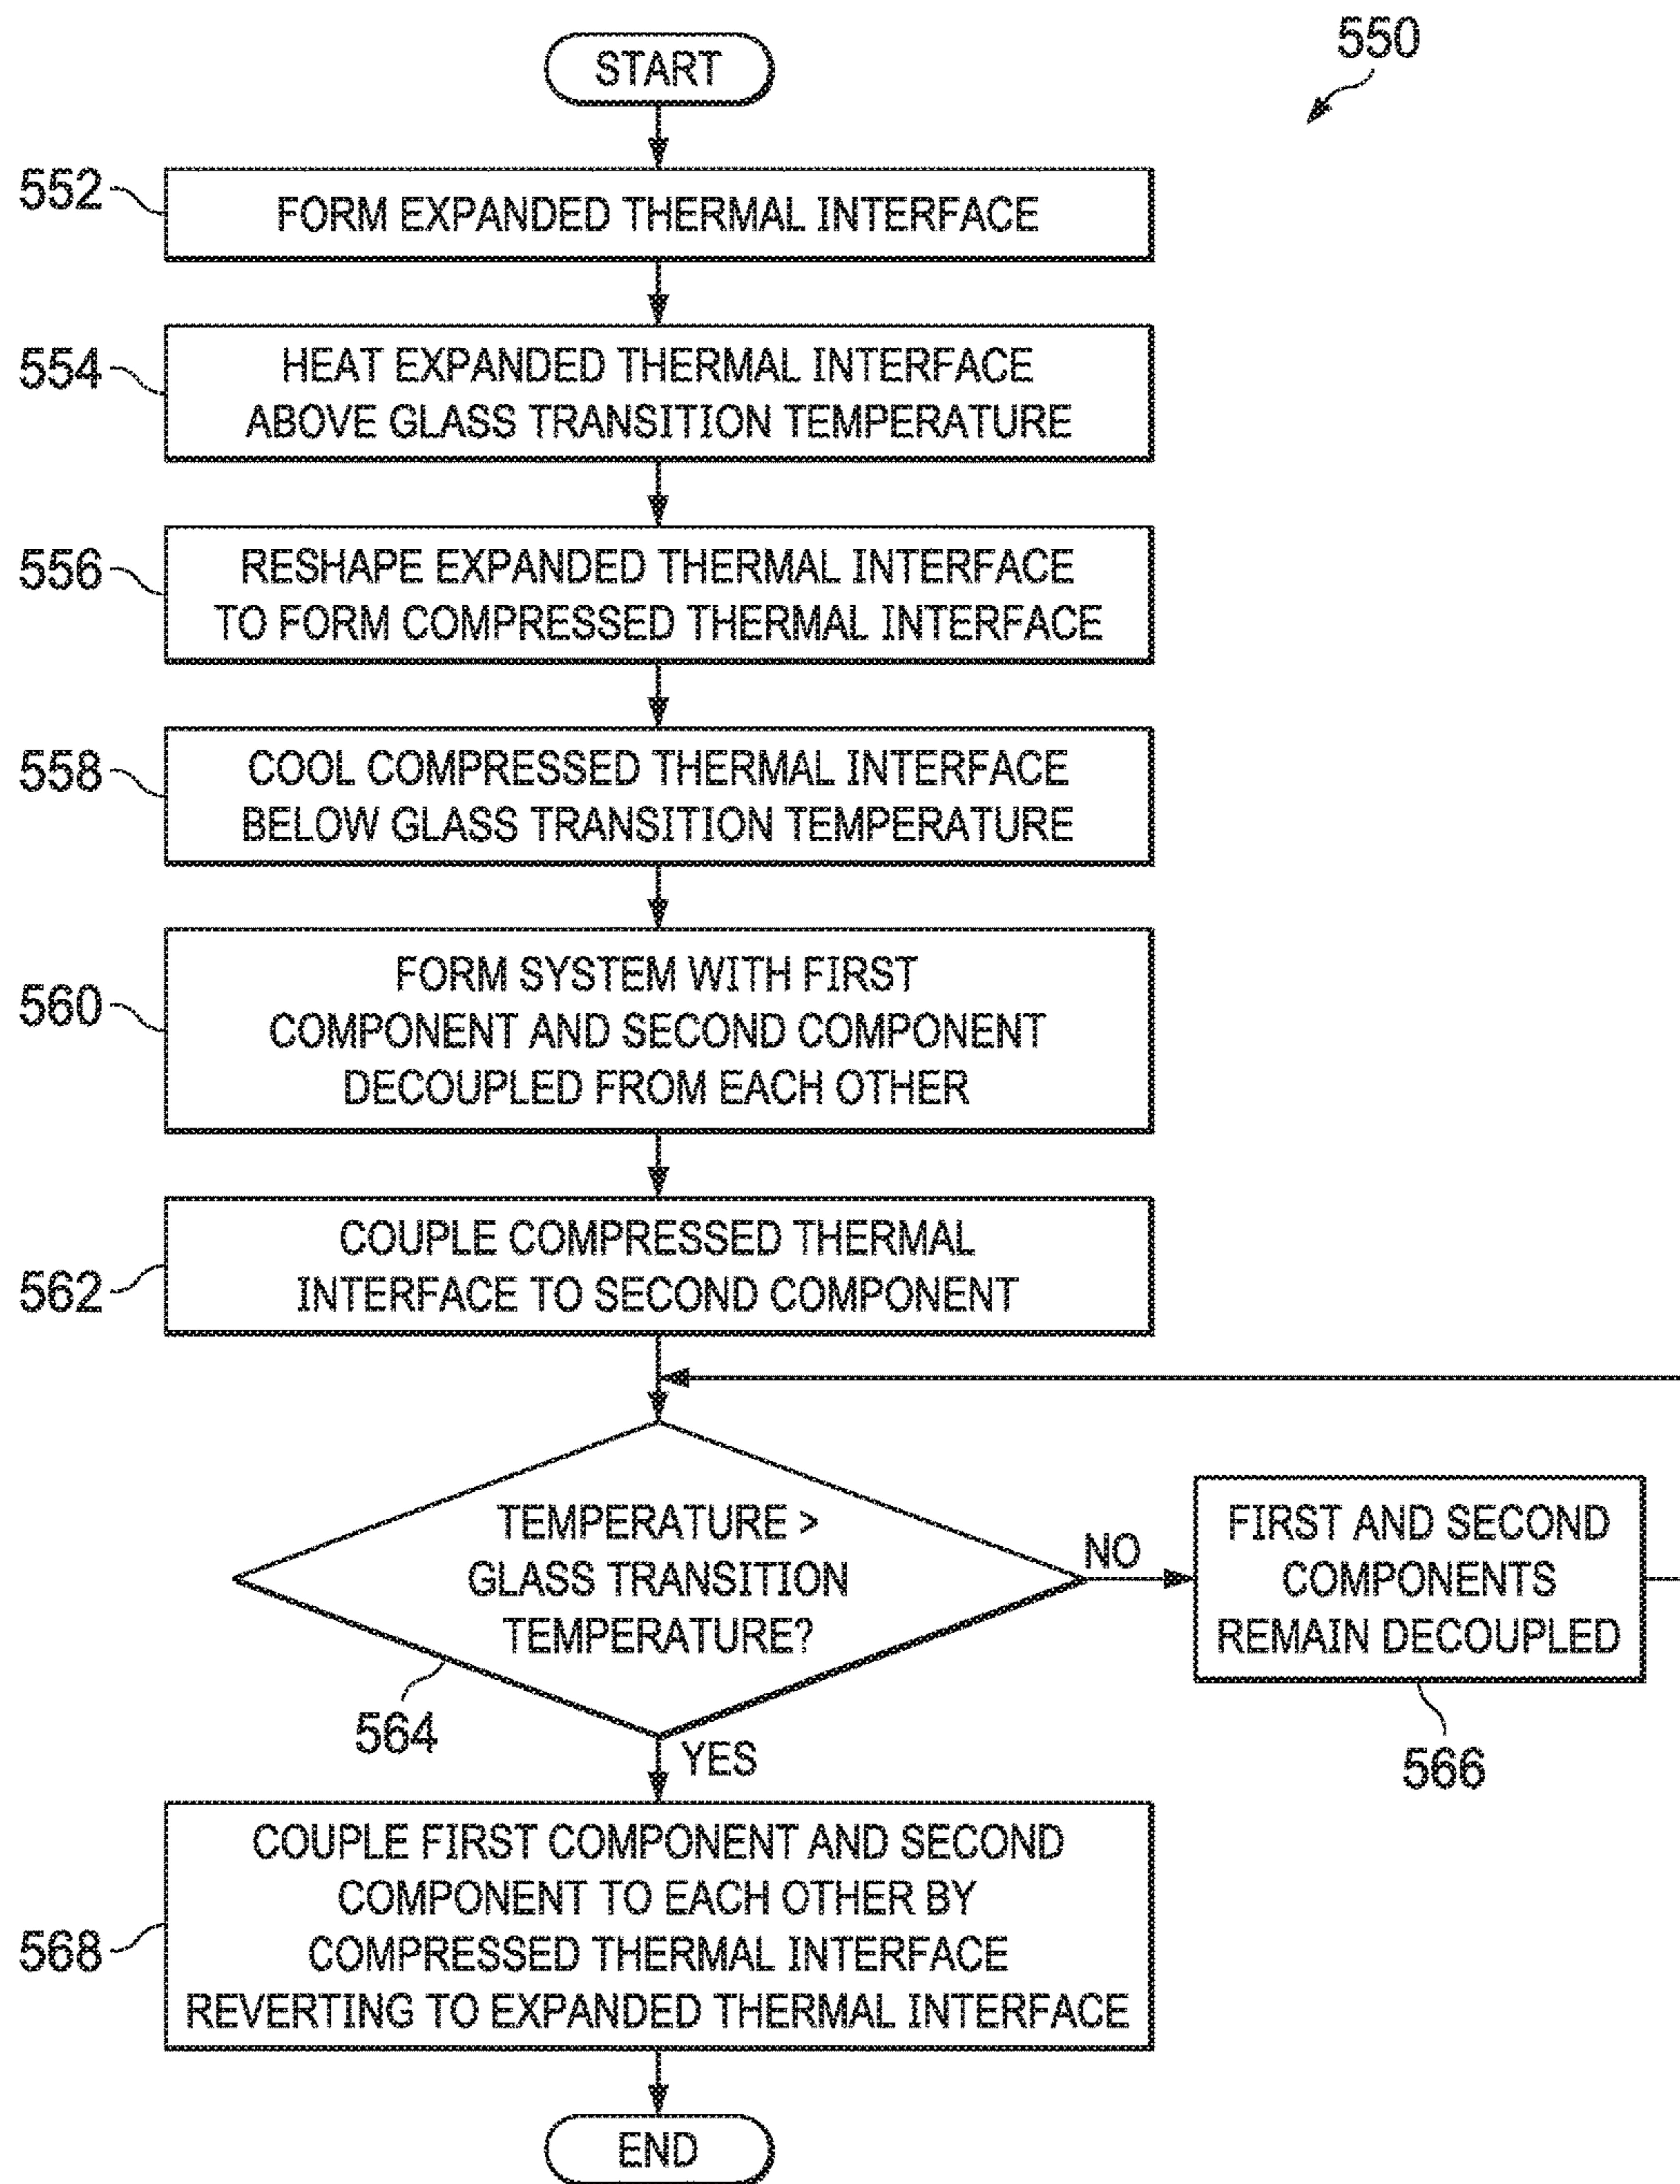 550
START
552
FORM EXPANDED THERMAL INTERFACE
554
HEAT EXPANDED THERMAL INTERFACE
ABOVE GLASS TRANSITION TEMPERATURE
556
RESHAPE EXPANDED THERMAL INTERFACE
TO FORM COMPRESSED THERMAL INTERFACE
558
COOL COMPRESSED THERMAL INTERFACE
BELOW GLASS TRANSITION TEMPERATURE
560
FORM SYSTEM WITH FIRST
COMPONENT AND SECOND COMPONENT
DECOUPLED FROM EACH OTHER
562
COUPLE COMPRESSED THERMAL
INTERFACE TO SECOND COMPONENT
TEMPERATURE >
GLASS TRANSITION
TEMPERATURE?
564
NO
FIRST AND SECOND
COMPONENTS
REMAIN DECOUPLED
566
YES
568
COUPLE FIRST COMPONENT AND SECOND
COMPONENT TO EACH OTHER BY
COMPRESSED THERMAL INTERFACE
REVERTING TO EXPANDED THERMAL INTERFACE
END